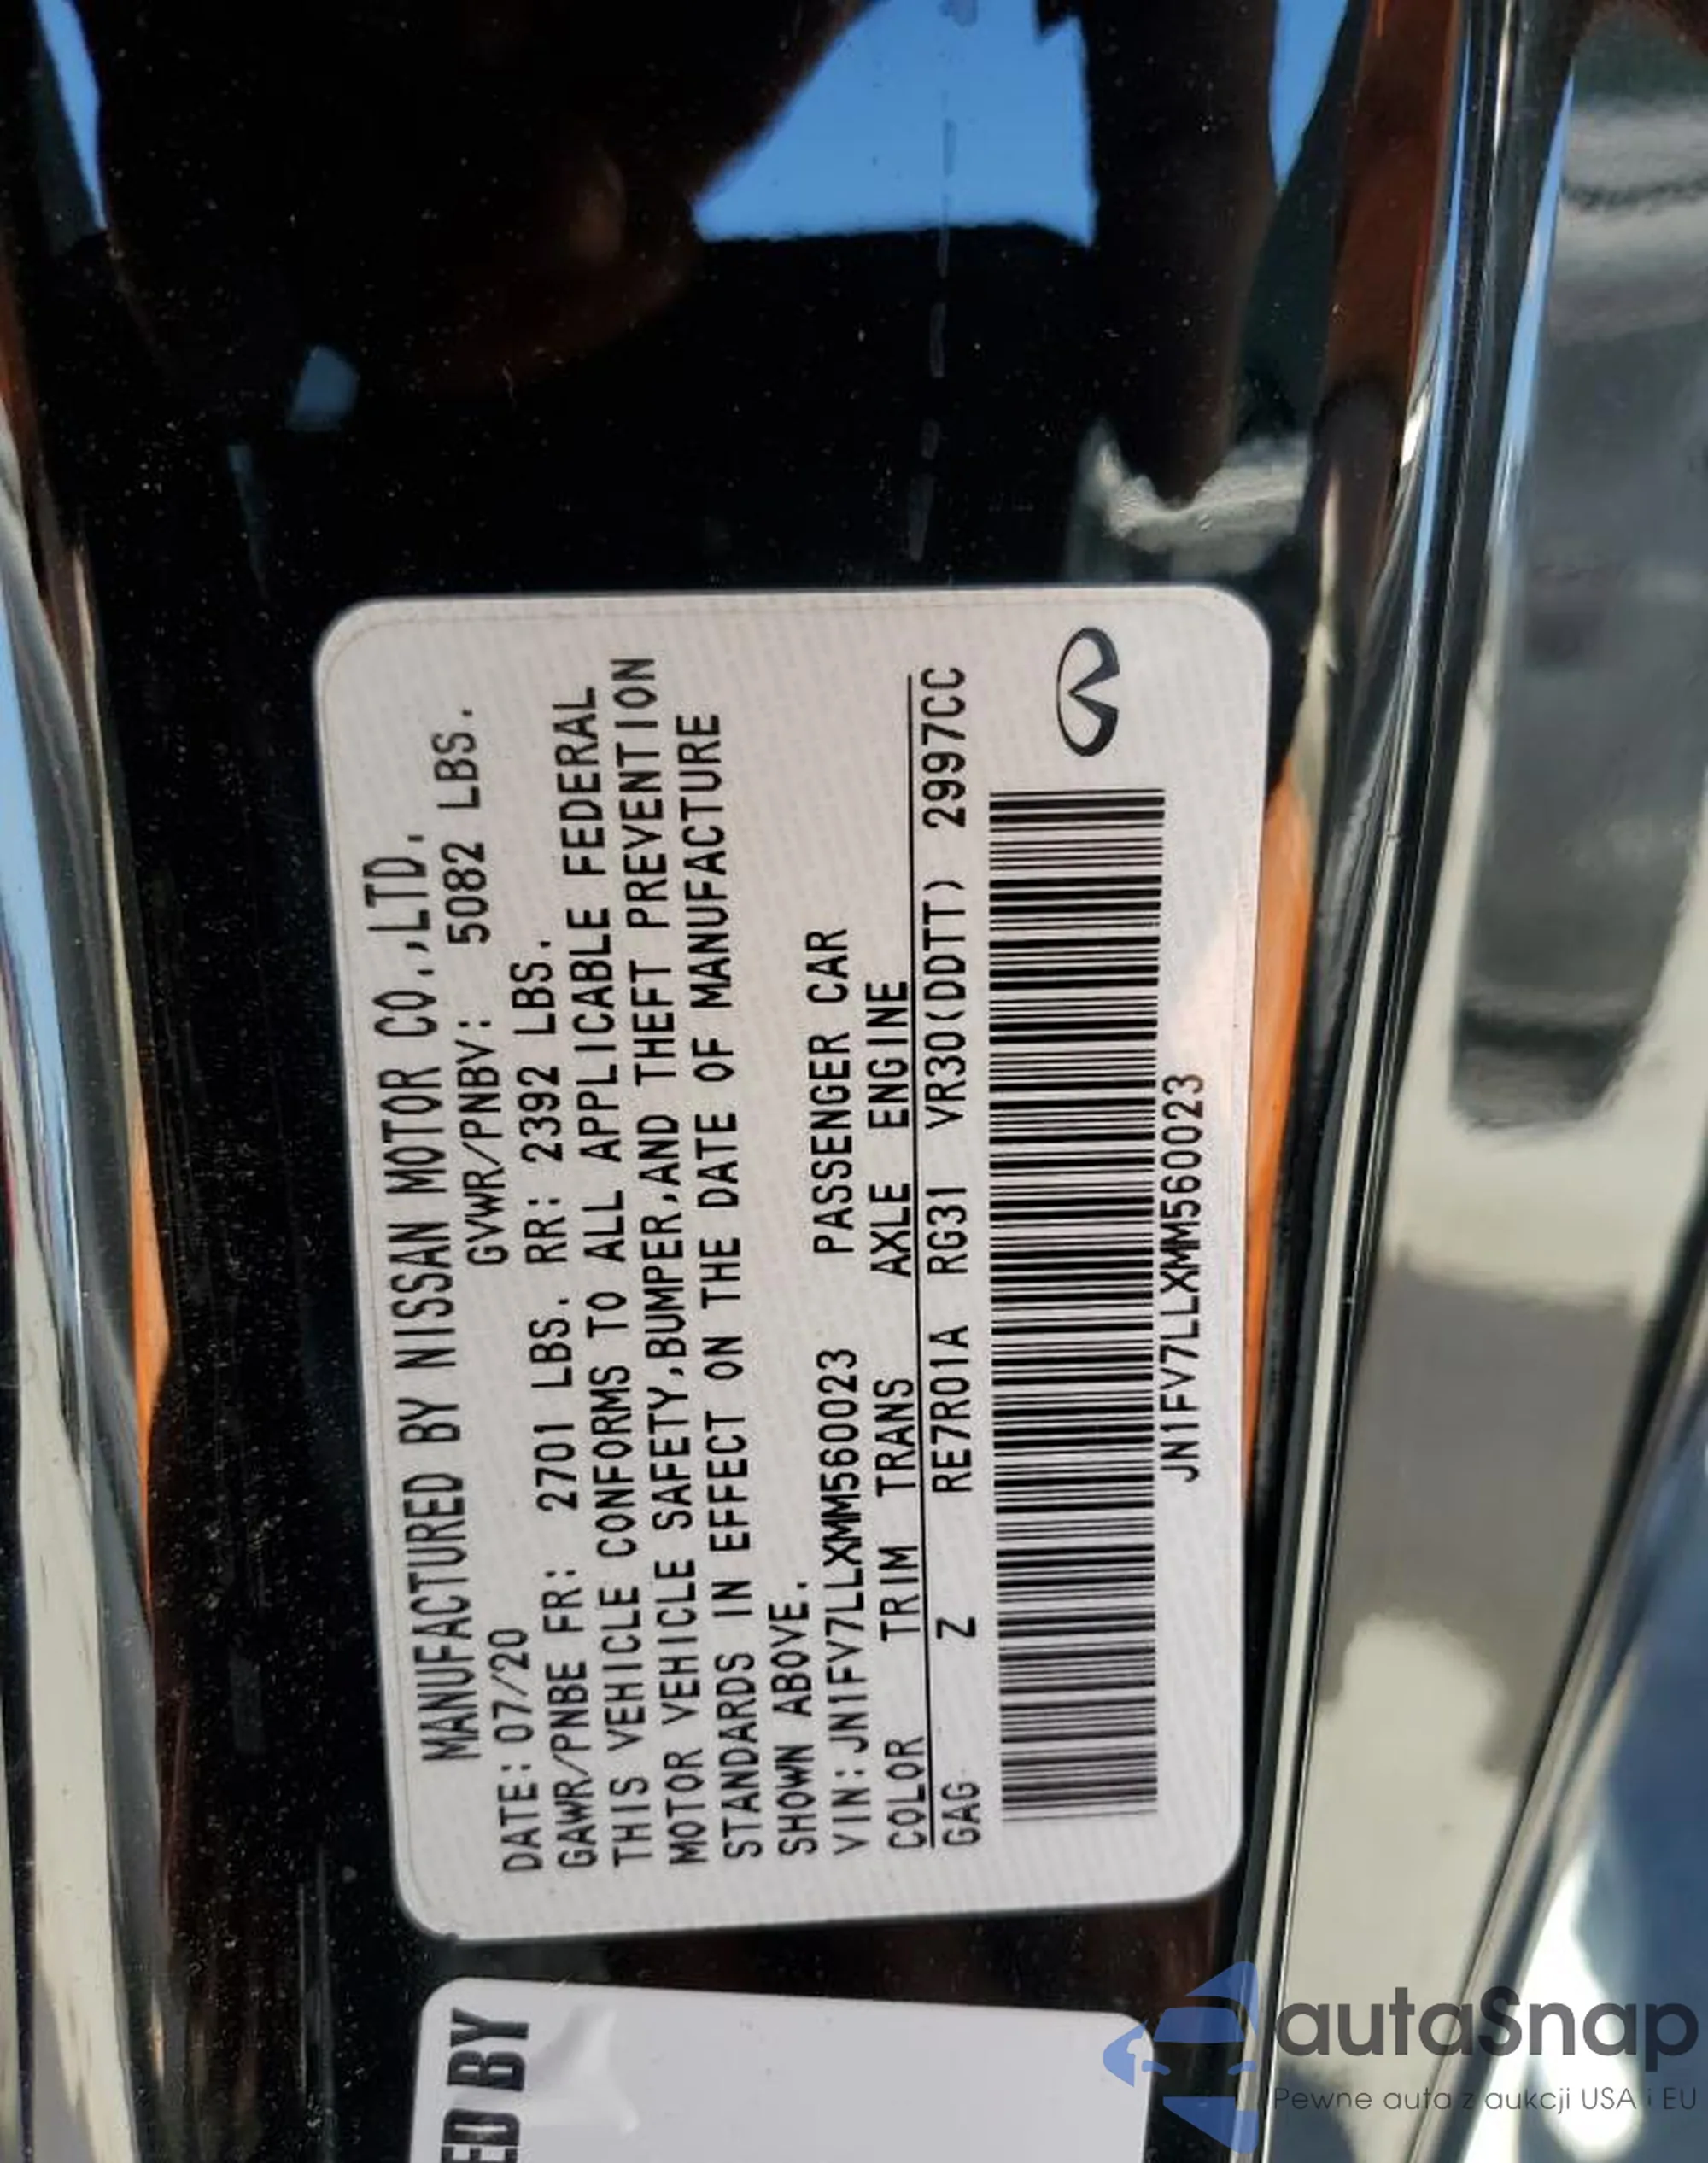 MANUFACTURED BY NISSAN MOTOR CO.,LTD.
DATE:07/20 GVWR/PNBV: 5082 LBS.
GAWR/PNBE FR: 2701 LBS. RR: 2392 LBS.
THIS VEHICLE CONFORMS TO ALL APPLICABLE FEDERAL
MOTOR VEHICLE SAFETY,BUMPER,AND THEFT PREVENTION
STANDARDS IN EFFECT ON THE DATE OF MANUFACTURE
SHOWN ABOVE.
VIN:JN1FV7LLXMM560023 PASSENGER CAR
COLOR TRIM TRANS AXLE ENGINE
GAG Z RE7R01A RG31 VR30(DDTT) 2997CC
JN1FV7LLXMM560023
ED BY
autaSnap
Pewne auta z aukcji USA i EU